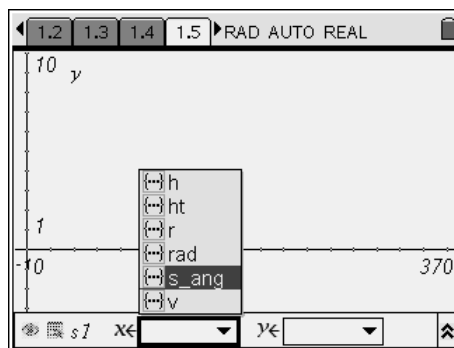 1.2 1.3 1.4 1.5 RAD AUTO REAL
10 y
h
ht
r
1
rad
-10 370
s_ang
v
s1 x← y←